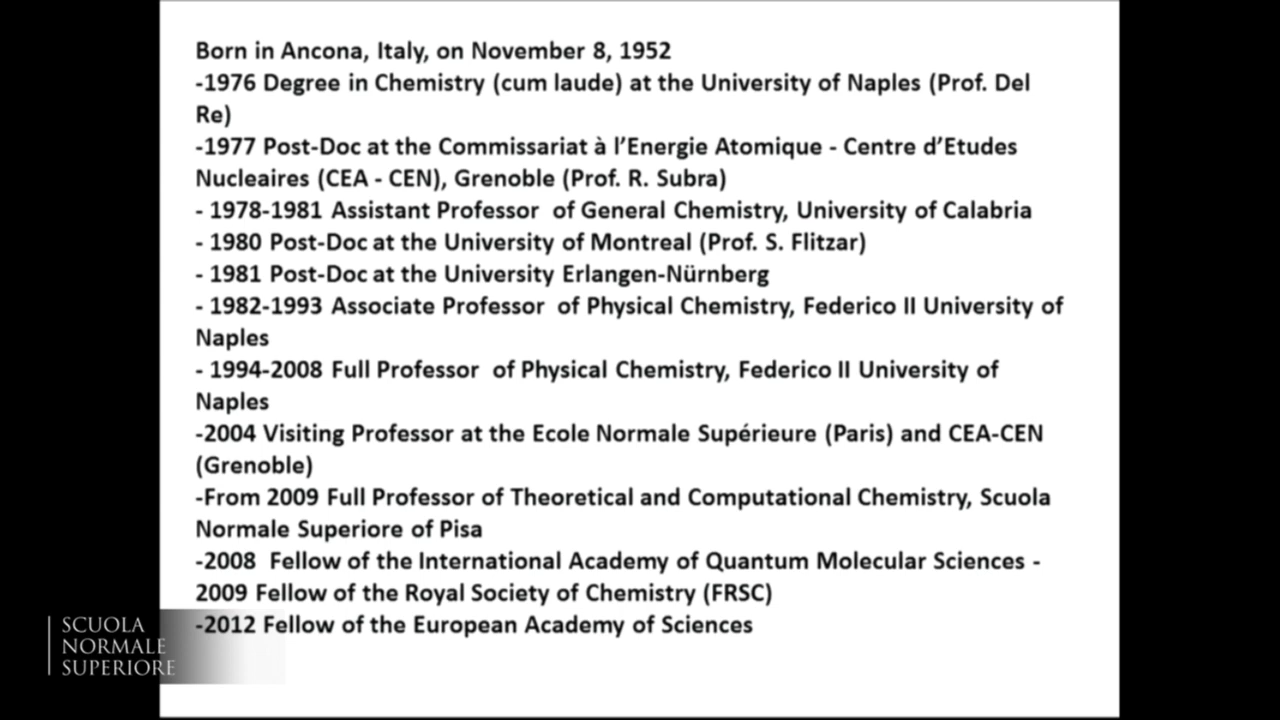 Born in Ancona, Italy, on November 8, 1952
-1976 Degree in Chemistry (cum laude) at the University of Naples (Prof. Del
Re)
-1977 Post-Doc at the Commissariat à l'Energie Atomique - Centre d'Etudes
Nucleaires (CEA - CEN), Grenoble (Prof. R. Subra)
- 1978-1981 Assistant Professor  of General Chemistry, University of Calabria
- 1980 Post-Doc at the University of Montreal (Prof. S. Flitzar)
- 1981 Post-Doc at the University Erlangen-Nürnberg
- 1982-1993 Associate Professor  of Physical Chemistry, Federico II University of
Naples
- 1994-2008 Full Professor  of Physical Chemistry, Federico II University of
Naples
-2004 Visiting Professor at the Ecole Normale Supérieure (Paris) and CEA-CEN
(Grenoble)
-From 2009 Full Professor of Theoretical and Computational Chemistry, Scuola
Normale Superiore of Pisa
-2008  Fellow of the International Academy of Quantum Molecular Sciences -
2009 Fellow of the Royal Society of Chemistry (FRSC)
-2012 Fellow of the European Academy of Sciences
SCUOLA
NORMALE
SUPERIORE